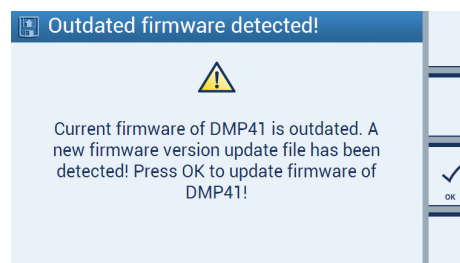 Outdated firmware detected!
Current firmware of DMP41 is outdated. A
new firmware version update file has been
detected! Press OK to update firmware of
DMP41!
OK